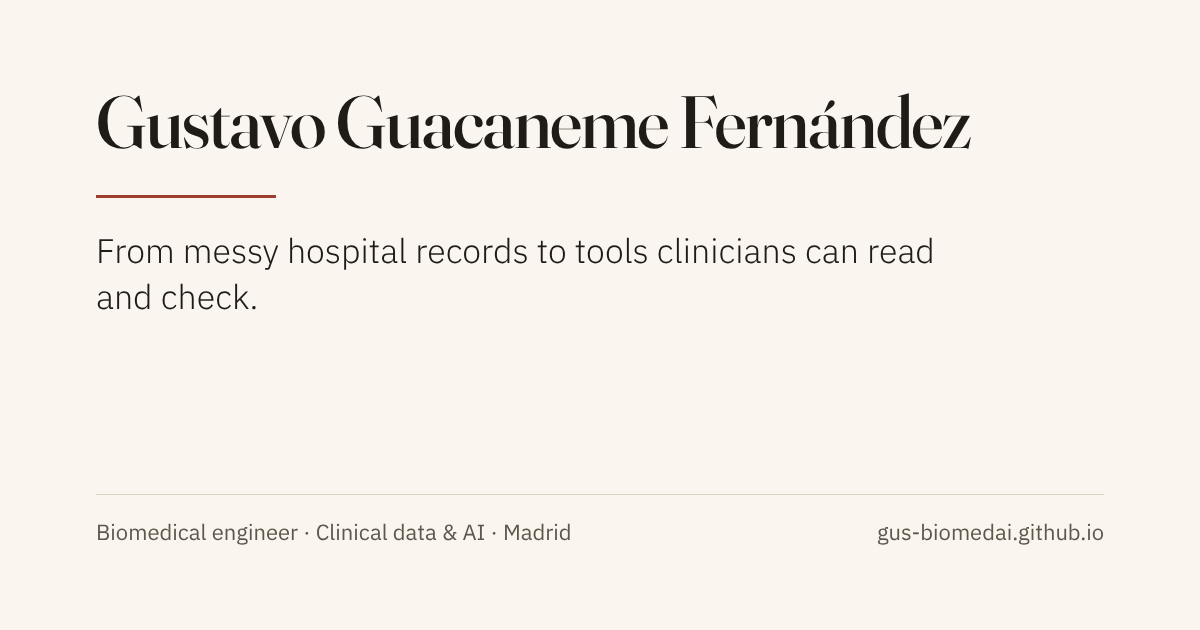 Gustavo Guacaneme Fernández
From messy hospital records to tools clinicians can read
and check.
Biomedical engineer · Clinical data & AI · Madrid
gus-biomedai.github.io